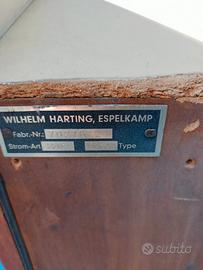 WILHELM HARTING, ESPELKAMP
Fabr.-Nr.
Strom-Art Type
subito